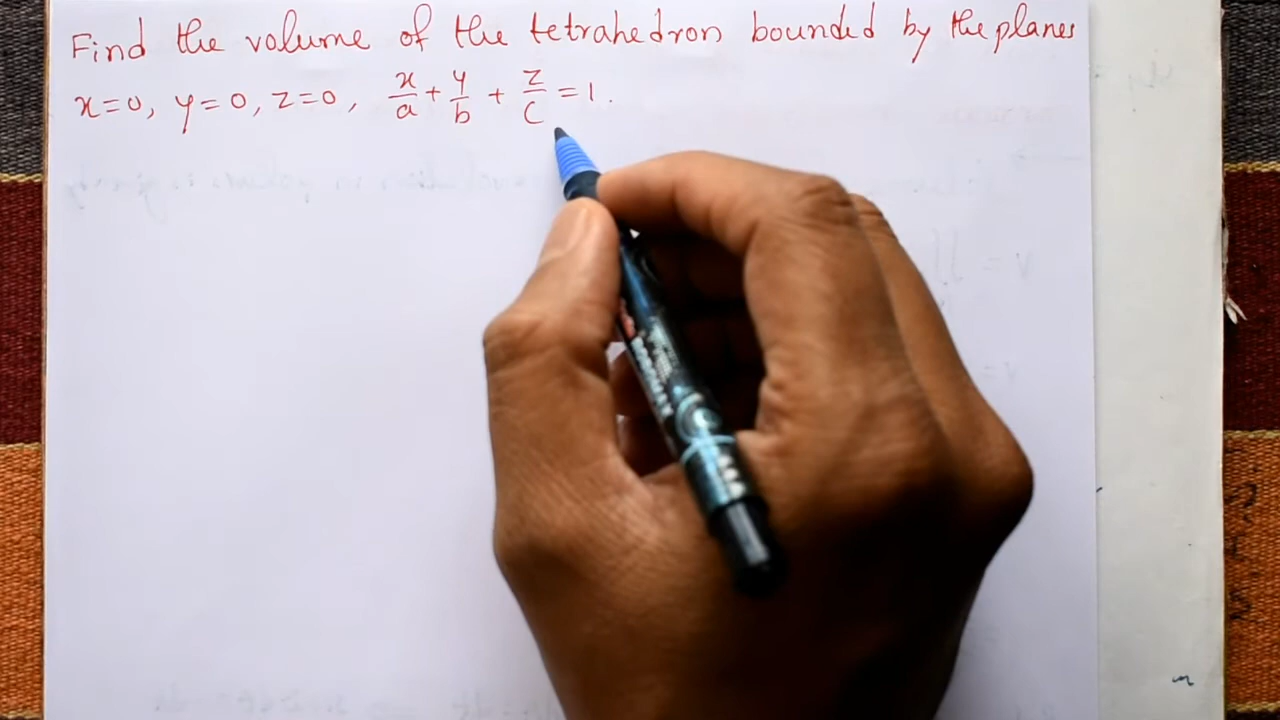 Find the volume of the tetrahedron bounded by the planes
x=0, y=0, z=0, x/a + y/b + z/c = 1.